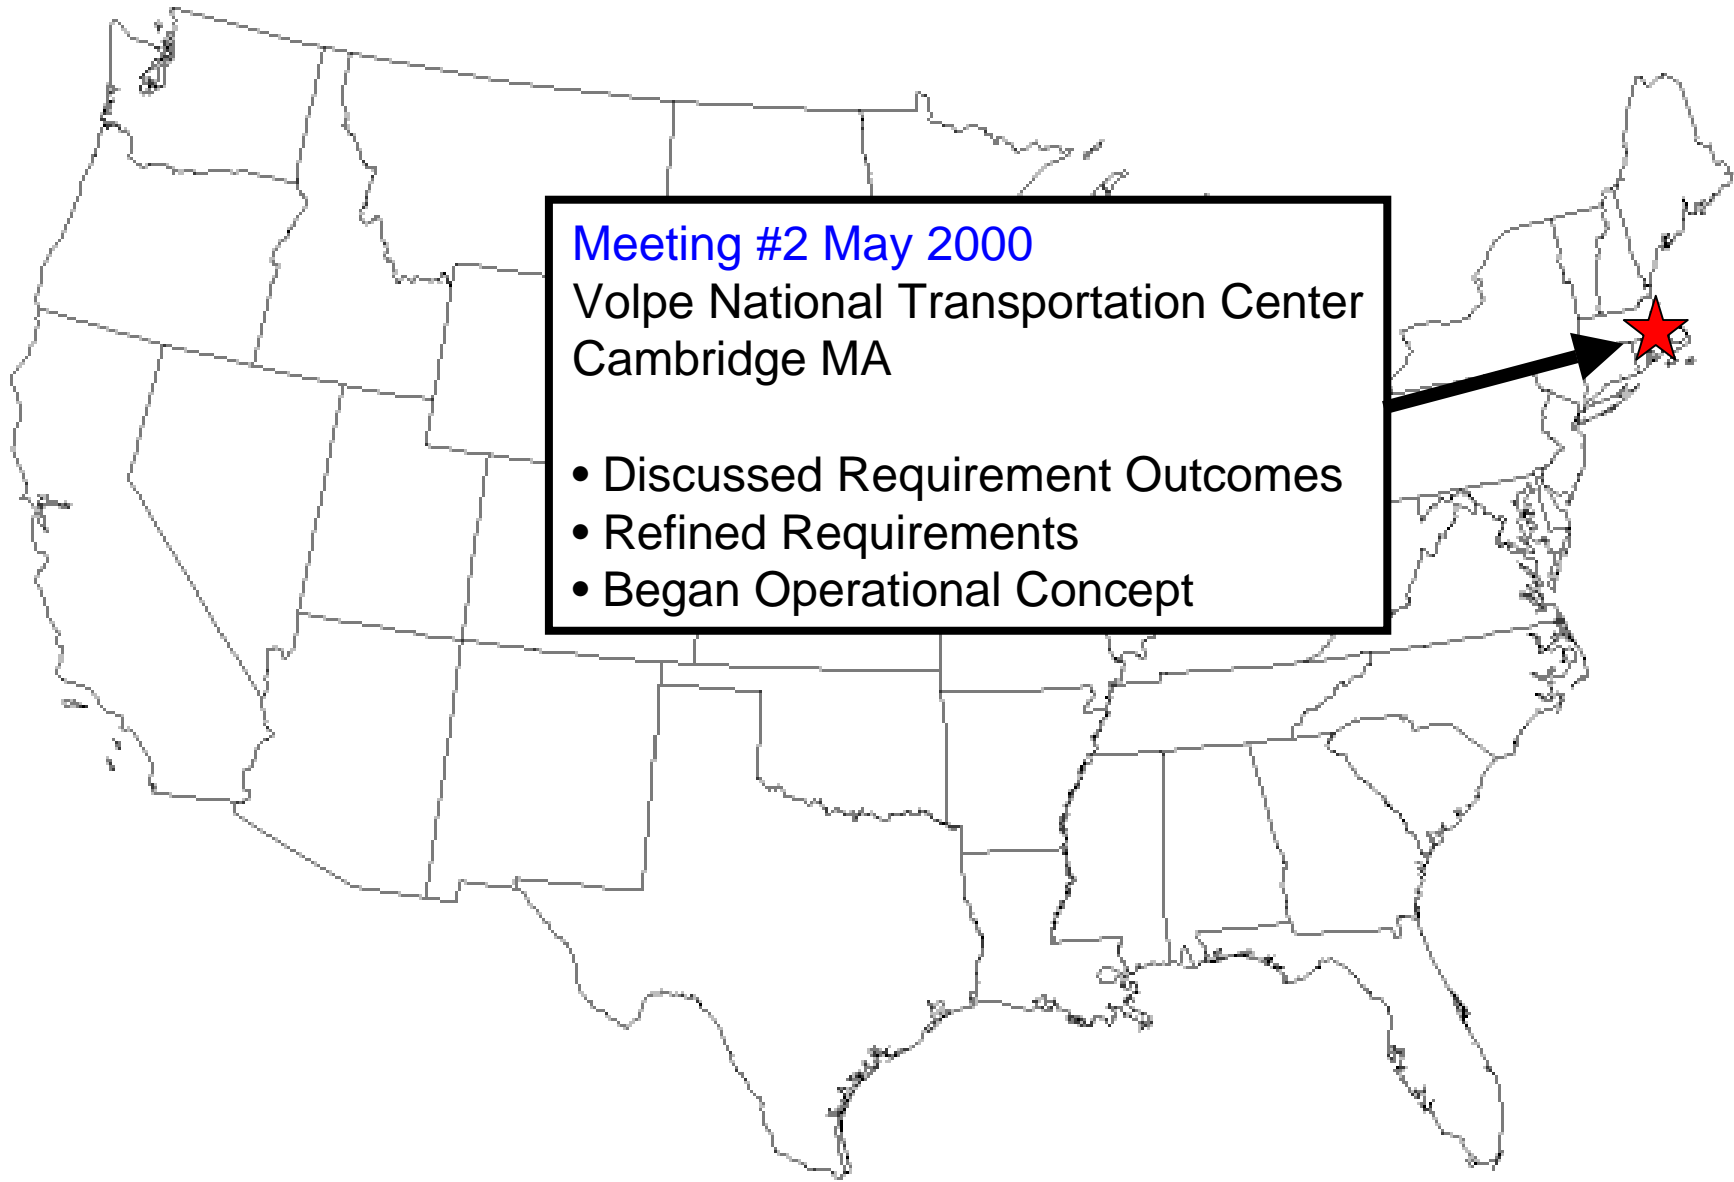 Meeting #2 May 2000
Volpe National Transportation Center
Cambridge MA
• Discussed Requirement Outcomes
• Refined Requirements
• Began Operational Concept